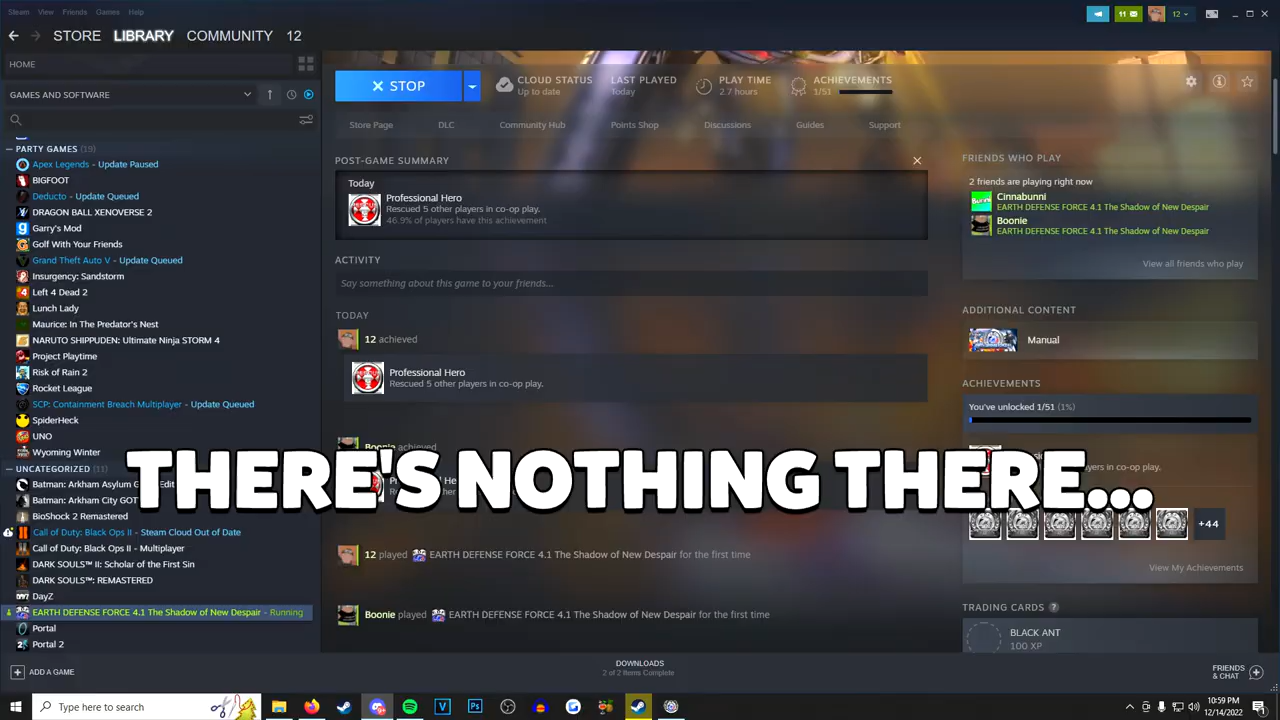 Steam View Friends Games Help
11
12
STORE LIBRARY COMMUNITY 12
HOME
GAMES AND SOFTWARE
PARTY GAMES (19)
Apex Legends - Update Paused
BIGFOOT
Deducto - Update Queued
DRAGON BALL XENOVERSE 2
Garry's Mod
Golf With Your Friends
Grand Theft Auto V - Update Queued
Insurgency: Sandstorm
Left 4 Dead 2
Lunch Lady
Maurice: In The Predator's Nest
NARUTO SHIPPUDEN: Ultimate Ninja STORM 4
Project Playtime
Risk of Rain 2
Rocket League
SCP: Containment Breach Multiplayer - Update Queued
SpiderHeck
UNO
Wyoming Winter
UNCATEGORIZED (11)
Batman: Arkham Asylum G
Batman: Arkham City GOT
BioShock 2 Remastered
Call of Duty: Black Ops II - Steam Cloud Out of Date
Call of Duty: Black Ops II - Multiplayer
DARK SOULS™ II: Scholar of the First Sin
DARK SOULS™: REMASTERED
DayZ
EARTH DEFENSE FORCE 4.1 The Shadow of New Despair - Running
Portal
Portal 2
ADD A GAME
STOP
CLOUD STATUS
Up to date
LAST PLAYED
Today
PLAY TIME
2.7 hours
ACHIEVEMENTS
1/51
Store Page DLC Community Hub Points Shop Discussions Guides Support
POST-GAME SUMMARY
Today
Professional Hero
Rescued 5 other players in co-op play.
46.9% of players have this achievement
ACTIVITY
Say something about this game to your friends...
TODAY
12 achieved
Professional Hero
Rescued 5 other players in co-op play.
Boonie achieved
THERE'S NOTHING THERE...
12 played EARTH DEFENSE FORCE 4.1 The Shadow of New Despair for the first time
Boonie played EARTH DEFENSE FORCE 4.1 The Shadow of New Despair for the first time
FRIENDS WHO PLAY
2 friends are playing right now
Cinnabunni
EARTH DEFENSE FORCE 4.1 The Shadow of New Despair
Boonie
EARTH DEFENSE FORCE 4.1 The Shadow of New Despair
View all friends who play
ADDITIONAL CONTENT
Manual
ACHIEVEMENTS
You've unlocked 1/51 (1%)
in co-op play.
+44
View My Achievements
TRADING CARDS ?
BLACK ANT
100 XP
DOWNLOADS
2 of 2 Items Complete
FRIENDS
& CHAT
Type here to search
10:59 PM
12/14/2022